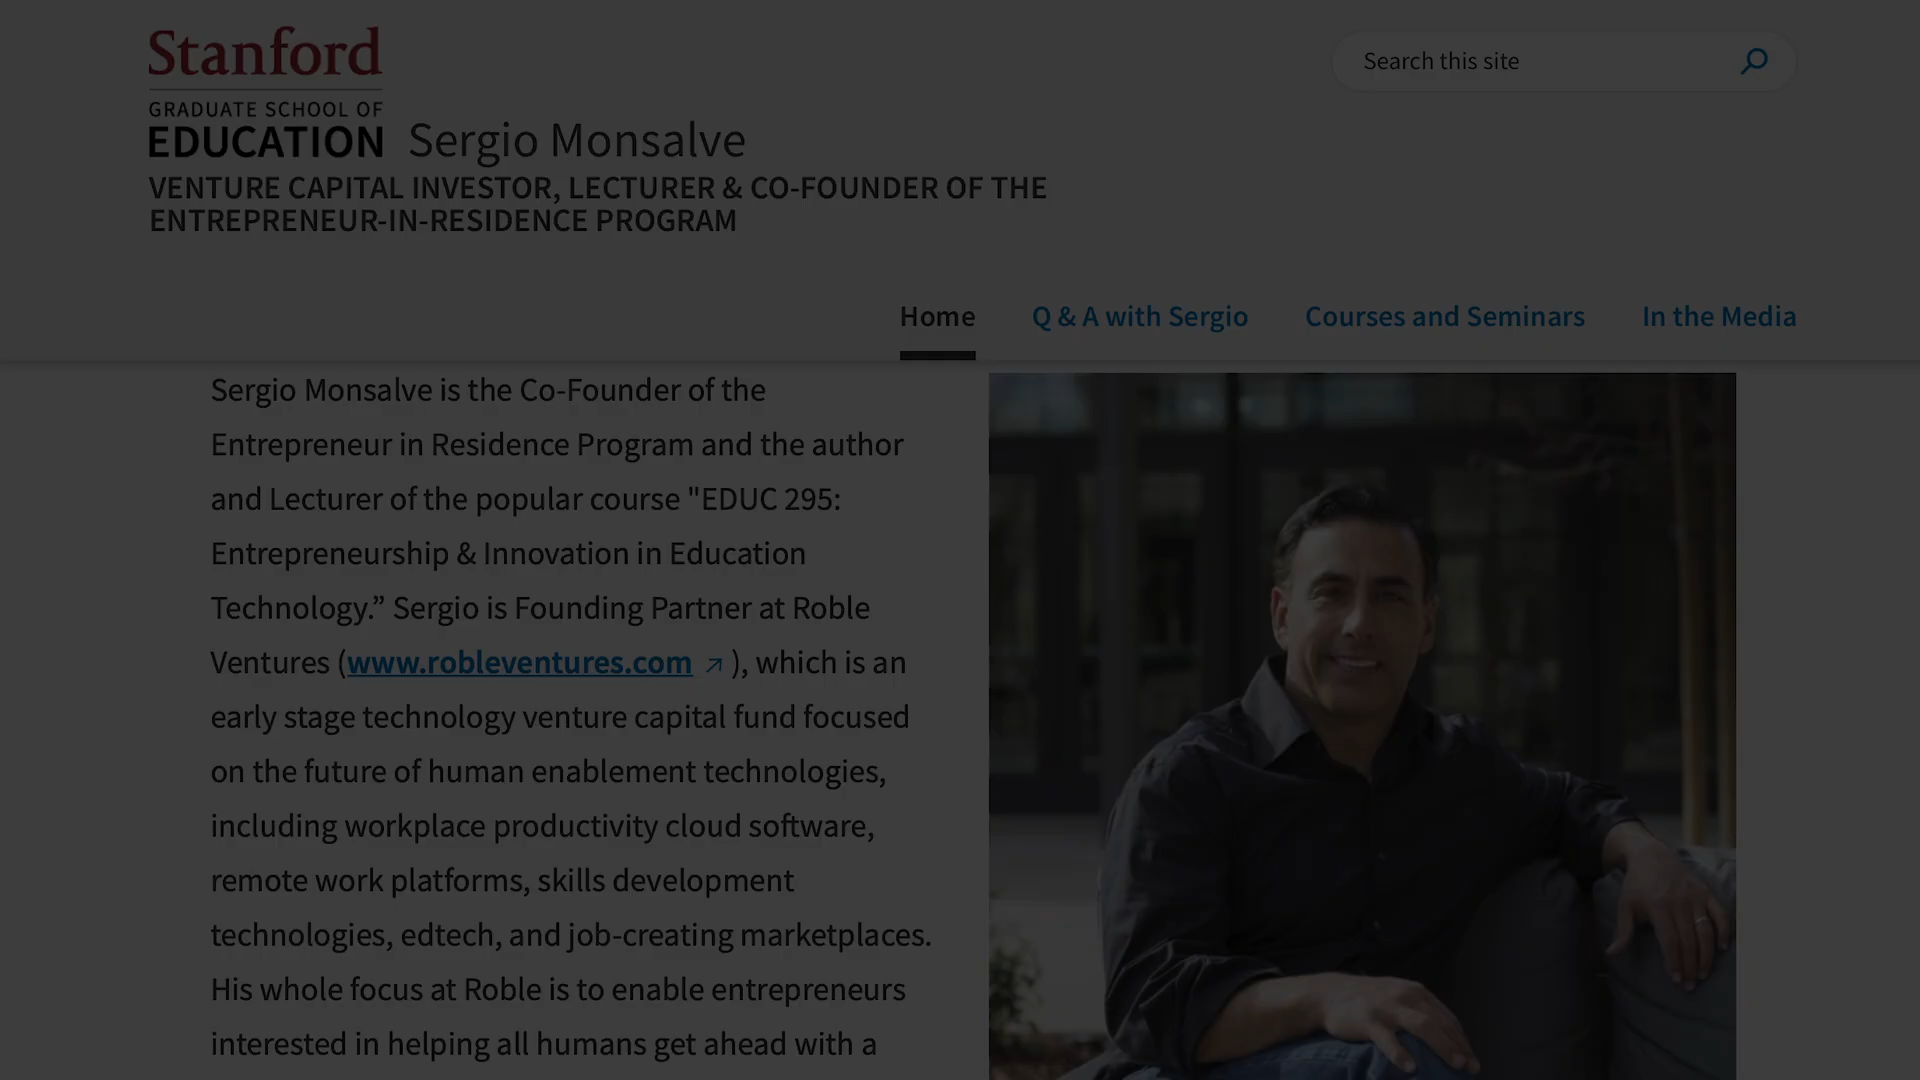 Stanford
GRADUATE SCHOOL OF
EDUCATION
Sergio Monsalve
VENTURE CAPITAL INVESTOR, LECTURER & CO-FOUNDER OF THE
ENTREPRENEUR-IN-RESIDENCE PROGRAM
Search this site
Home
Q & A with Sergio
Courses and Seminars
In the Media
Sergio Monsalve is the Co-Founder of the
Entrepreneur in Residence Program and the author
and Lecturer of the popular course "EDUC 295:
Entrepreneurship & Innovation in Education
Technology.” Sergio is Founding Partner at Roble
Ventures (www.robleventures.com ), which is an
early stage technology venture capital fund focused
on the future of human enablement technologies,
including workplace productivity cloud software,
remote work platforms, skills development
technologies, edtech, and job-creating marketplaces.
His whole focus at Roble is to enable entrepreneurs
interested in helping all humans get ahead with a